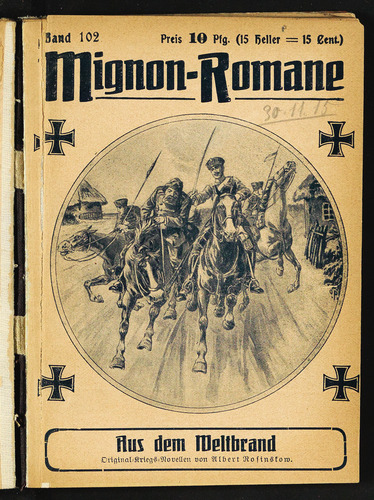 Band 102
Preis 10 Pfg. (15 Heller = 15 Cent.)
Mignon-Romane
30.11.15
Aus dem Weltbrand
Original-Kriegs-Novellen von Albert Rosinskow.